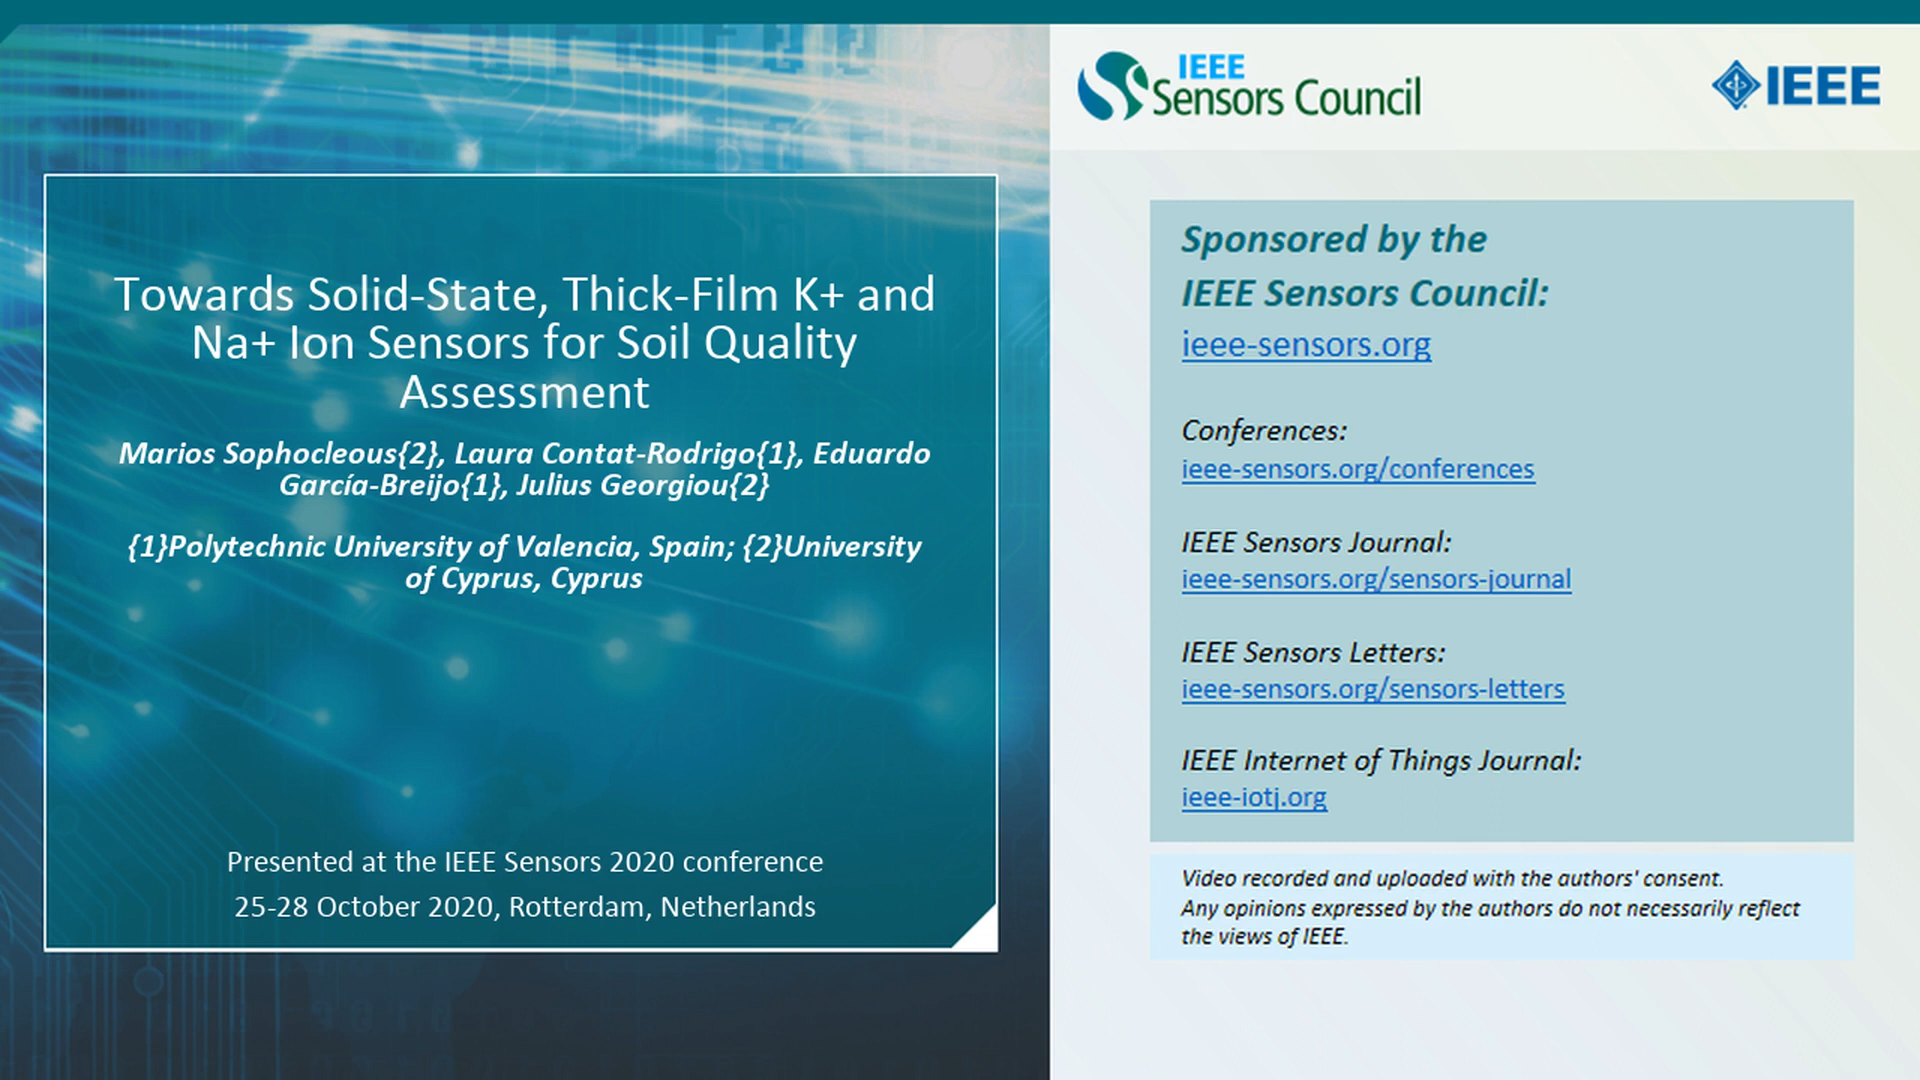 Towards Solid-State, Thick-Film K+ and
Na+ Ion Sensors for Soil Quality
Assessment
Marios Sophocleous{2}, Laura Contat-Rodrigo{1}, Eduardo
García-Breijo{1}, Julius Georgiou{2}
{1}Polytechnic University of Valencia, Spain; {2}University
of Cyprus, Cyprus
Presented at the IEEE Sensors 2020 conference
25-28 October 2020, Rotterdam, Netherlands
IEEE
Sensors Council
IEEE
Sponsored by the
IEEE Sensors Council:
ieee-sensors.org
Conferences:
ieee-sensors.org/conferences
IEEE Sensors Journal:
ieee-sensors.org/sensors-journal
IEEE Sensors Letters:
ieee-sensors.org/sensors-letters
IEEE Internet of Things Journal:
ieee-iotj.org
Video recorded and uploaded with the authors' consent.
Any opinions expressed by the authors do not necessarily reflect
the views of IEEE.